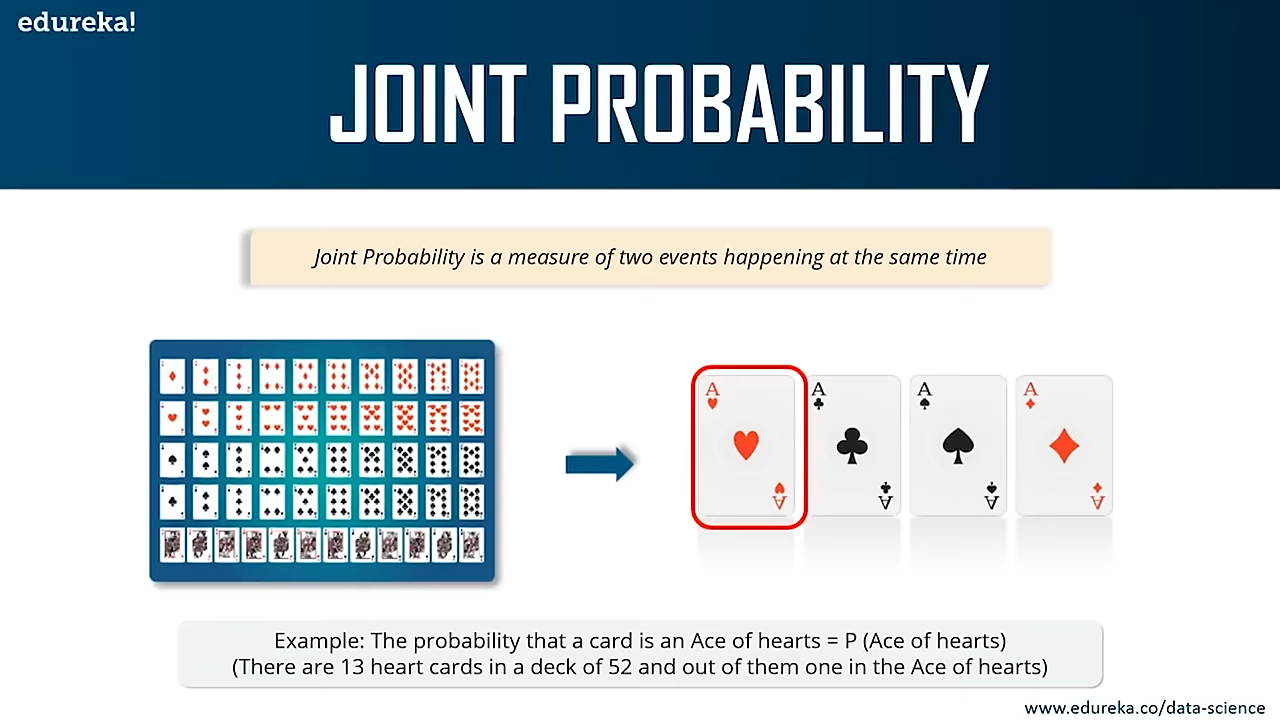 edureka!
JOINT PROBABILITY
Joint Probability is a measure of two events happening at the same time
A A A A
A A A A
Example: The probability that a card is an Ace of hearts = P (Ace of hearts)
(There are 13 heart cards in a deck of 52 and out of them one in the Ace of hearts)
www.edureka.co/data-science